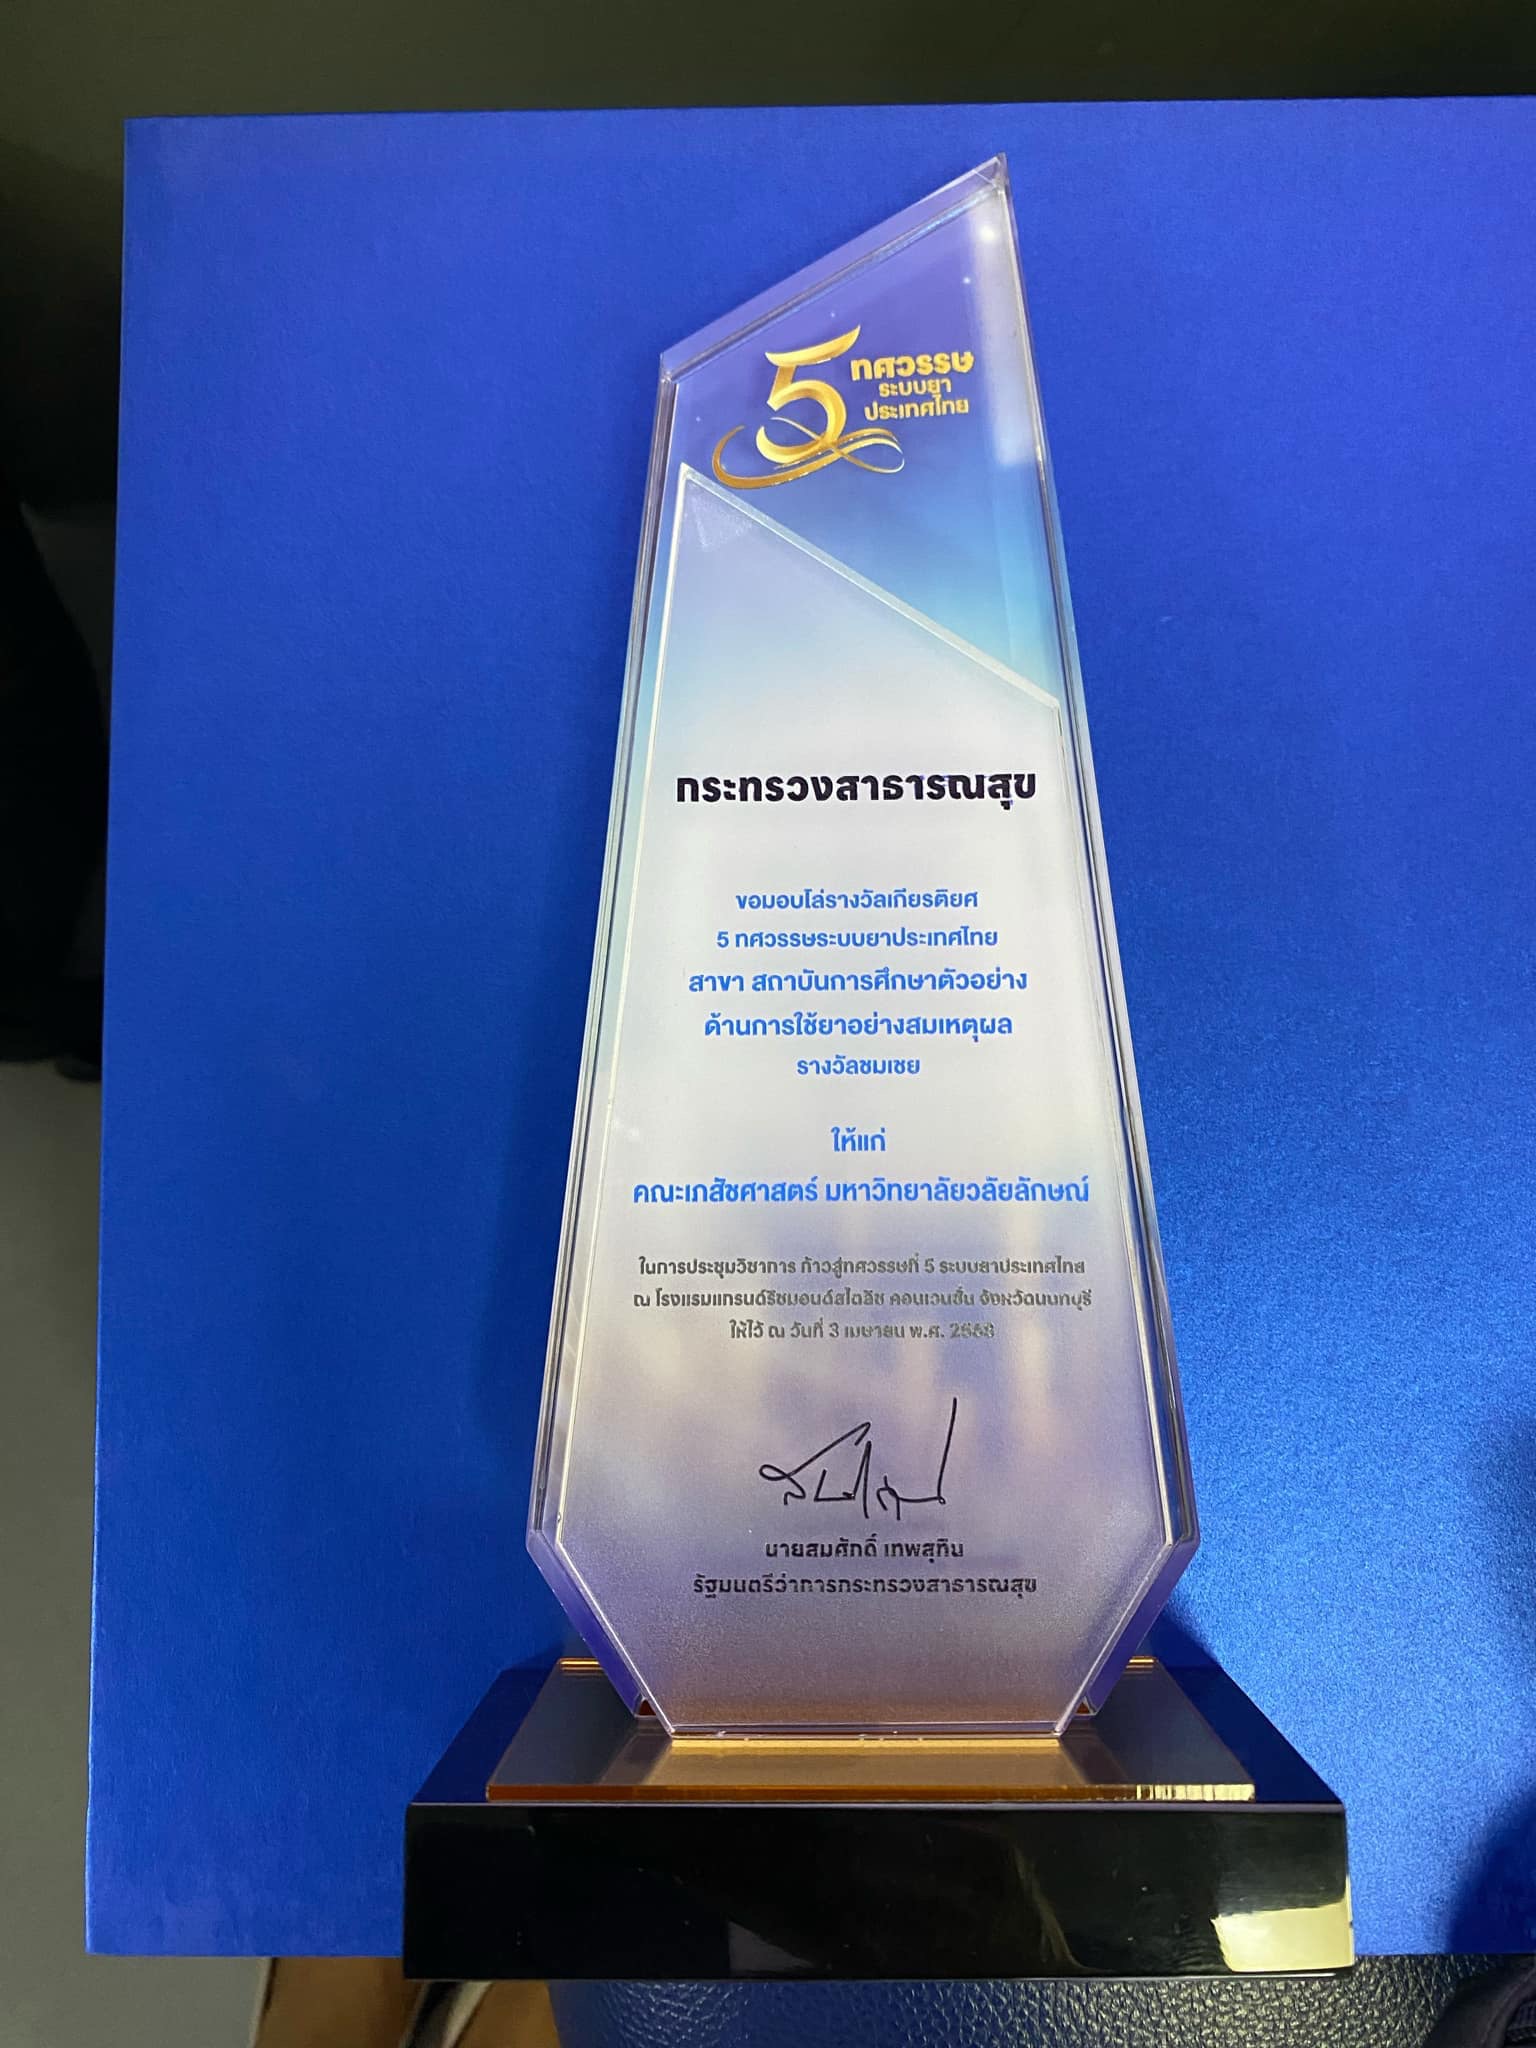 5 ทศวรรษ
ระบบยา
ประเทศไทย
กระทรวงสาธารณสุข
ขอมอบโล่รางวัลเกียรติยศ
5 ทศวรรษระบบยาประเทศไทย
สาขา สถาบันการศึกษาตัวอย่าง
ด้านการใช้ยาอย่างสมเหตุผล
รางวัลชมเชย
ให้แก่
คณะเภสัชศาสตร์ มหาวิทยาลัยวลัยลักษณ์
ในการประชุมวิชาการ ก้าวสู่ทศวรรษที่ 5 ระบบยาประเทศไทย
ณ โรงแรมแกรนด์ริชมอนด์สไตลิช คอนเวนชั่น จังหวัดนนทบุรี
ให้ไว้ ณ วันที่ 3 เมษายน พ.ศ. 2568
นายสมศักดิ์ เทพสุทิน
รัฐมนตรีว่าการกระทรวงสาธารณสุข